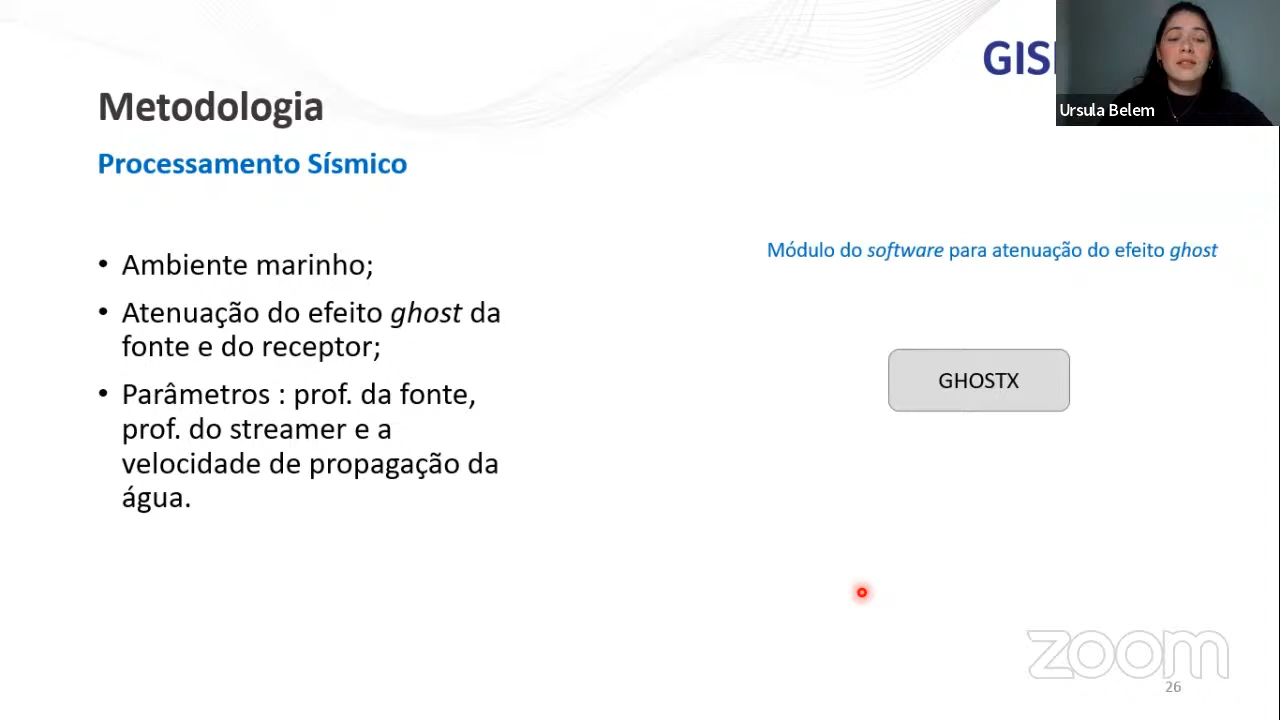 GIS
Ursula Belem
Metodologia
Processamento Sísmico
• Ambiente marinho;
• Atenuação do efeito ghost da
fonte e do receptor;
• Parâmetros : prof. da fonte,
prof. do streamer e a
velocidade de propagação da
água.
Módulo do software para atenuação do efeito ghost
GHOSTX
zoom
26